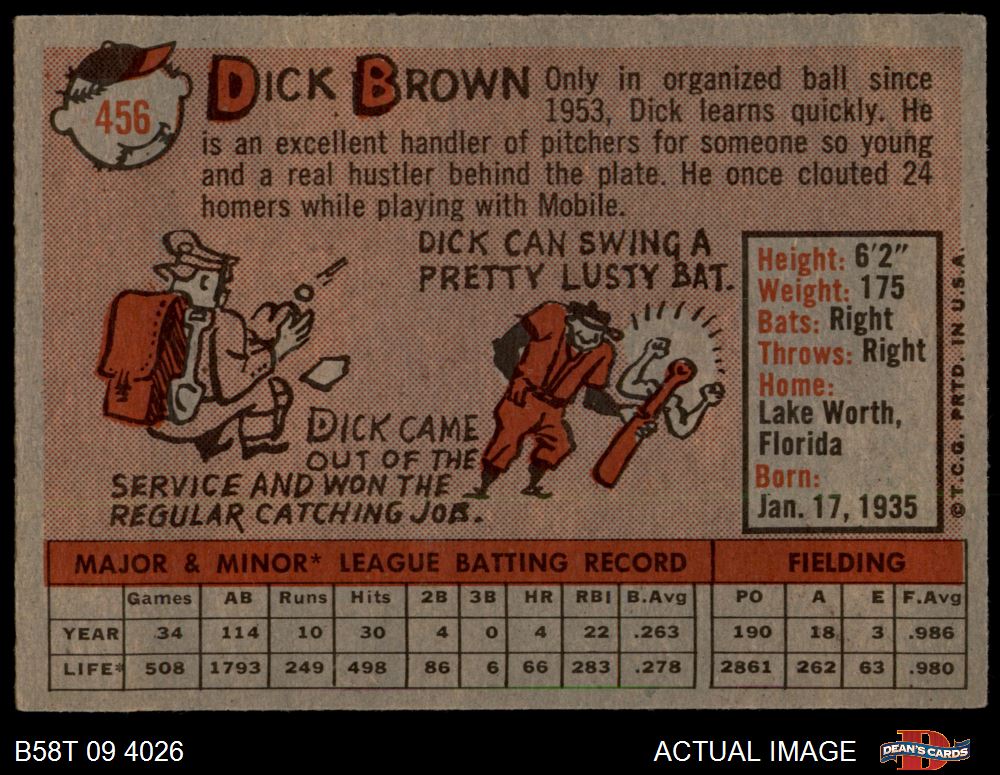 456
DICK BROWN Only in organized ball since
1953, Dick learns quickly. He
is an excellent handler of pitchers for someone so young
and a real hustler behind the plate. He once clouted 24
homers while playing with Mobile.
DICK CAN SWING A
PRETTY LUSTY BAT.
DICK CAME
OUT OF THE
SERVICE AND WON THE
REGULAR CATCHING JOB.
Height: 6'2"
Weight: 175
Bats: Right
Throws: Right
Home:
Lake Worth,
Florida
Born:
Jan. 17, 1935
© T.C.G. PRTD. IN U.S.A.
MAJOR & MINOR* LEAGUE BATTING RECORD FIELDING
Games AB Runs Hits 2B 3B HR RBI B.Avg PO A E F.Avg
YEAR 34 114 10 30 4 0 4 22 .263 190 18 3 .986
LIFE* 508 1793 249 498 86 6 66 283 .278 2861 262 63 .980
B58T 09 4026 ACTUAL IMAGE DEAN'S CARDS